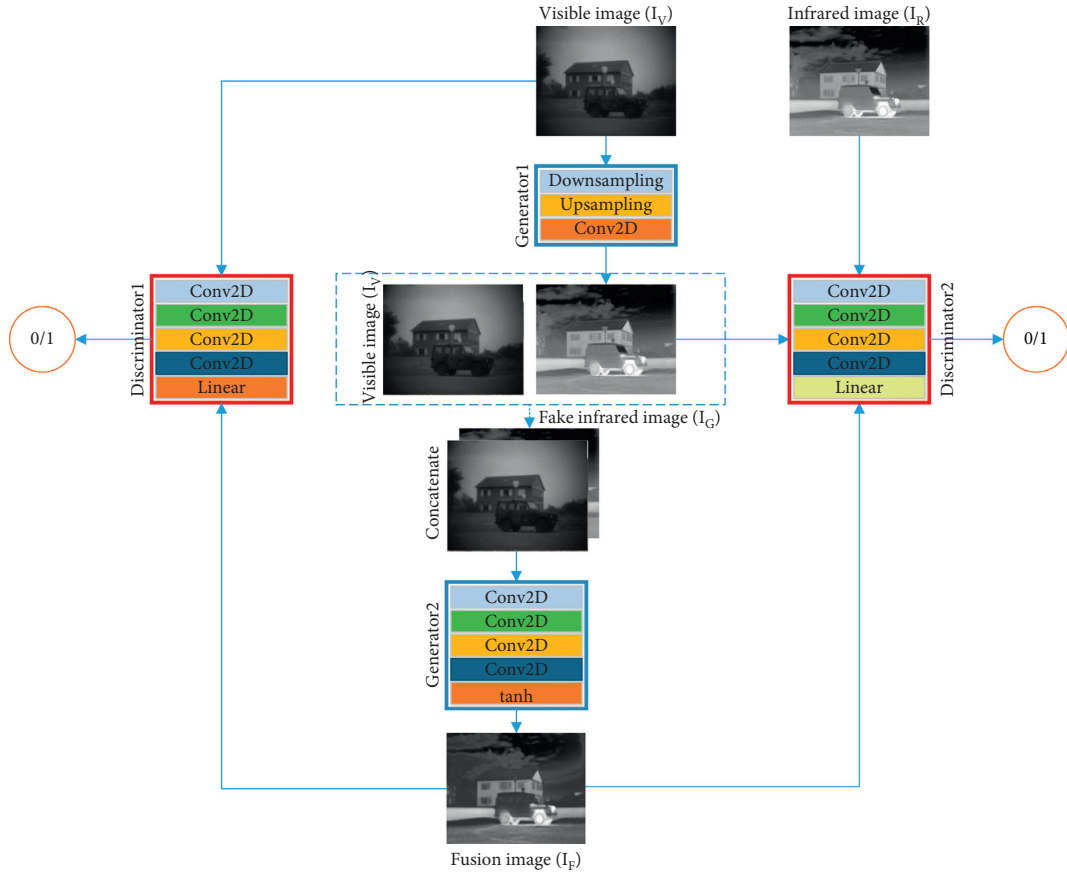 Visible image (I_V)
Infrared image (I_R)
Generator1
Downsampling
Upsampling
Conv2D
Discriminator1
Conv2D
Conv2D
Conv2D
Conv2D
Linear
0/1
Visible image (I_V)
Conv2D
Conv2D
Conv2D
Conv2D
Linear
Discriminator2
0/1
Fake infrared image (I_G)
Concatenate
Generator2
Conv2D
Conv2D
Conv2D
Conv2D
tanh
Fusion image (I_F)